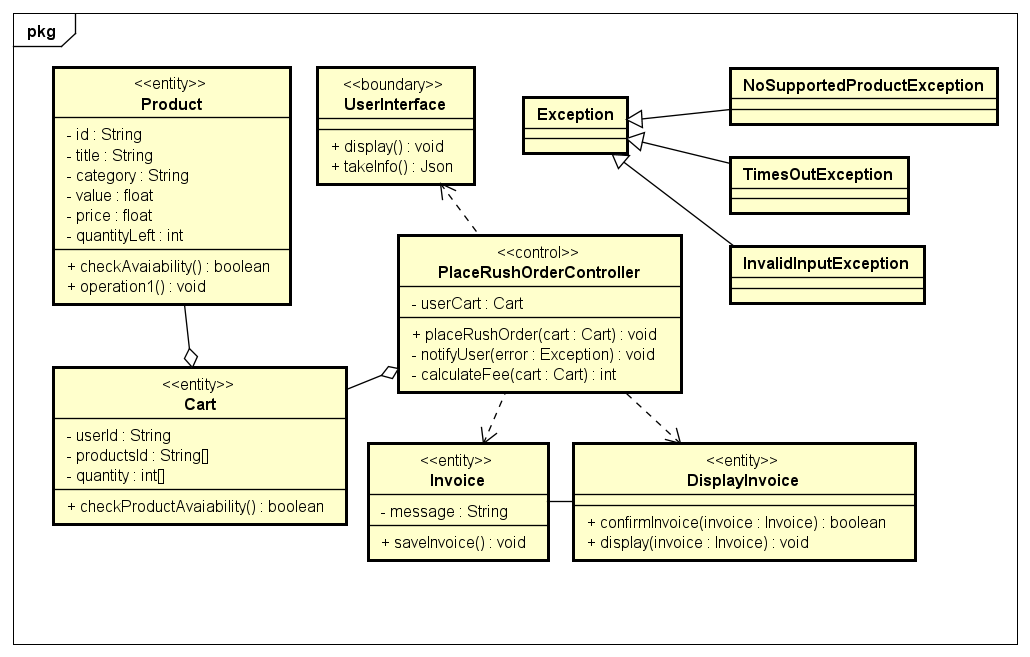 pkg
<<entity>>
Product
- id : String
- title : String
- category : String
- value : float
- price : float
- quantityLeft : int
+ checkAvaiability() : boolean
+ operation1() : void
<<boundary>>
UserInterface
+ display() : void
+ takeInfo() : Json
Exception
NoSupportedProductException
TimesOutException
InvalidInputException
<<control>>
PlaceRushOrderController
- userCart : Cart
+ placeRushOrder(cart : Cart) : void
- notifyUser(error : Exception) : void
- calculateFee(cart : Cart) : int
<<entity>>
Cart
- userId : String
- productsId : String[]
- quantity : int[]
+ checkProductAvaiability() : boolean
<<entity>>
Invoice
- message : String
+ saveInvoice() : void
<<entity>>
DisplayInvoice
+ confirmInvoice(invoice : Invoice) : boolean
+ display(invoice : Invoice) : void